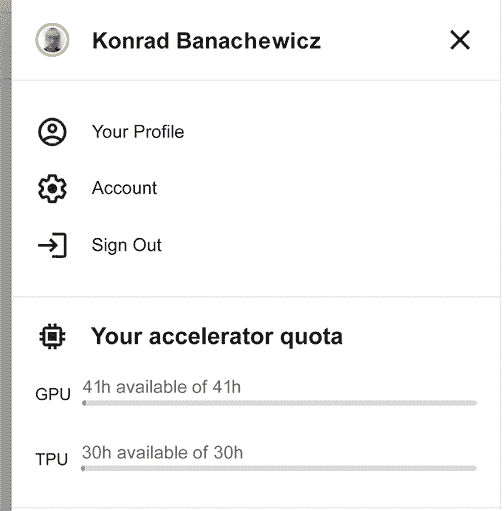 Konrad Banachewicz
Your Profile
Account
Sign Out
Your accelerator quota
GPU 41h available of 41h
TPU 30h available of 30h